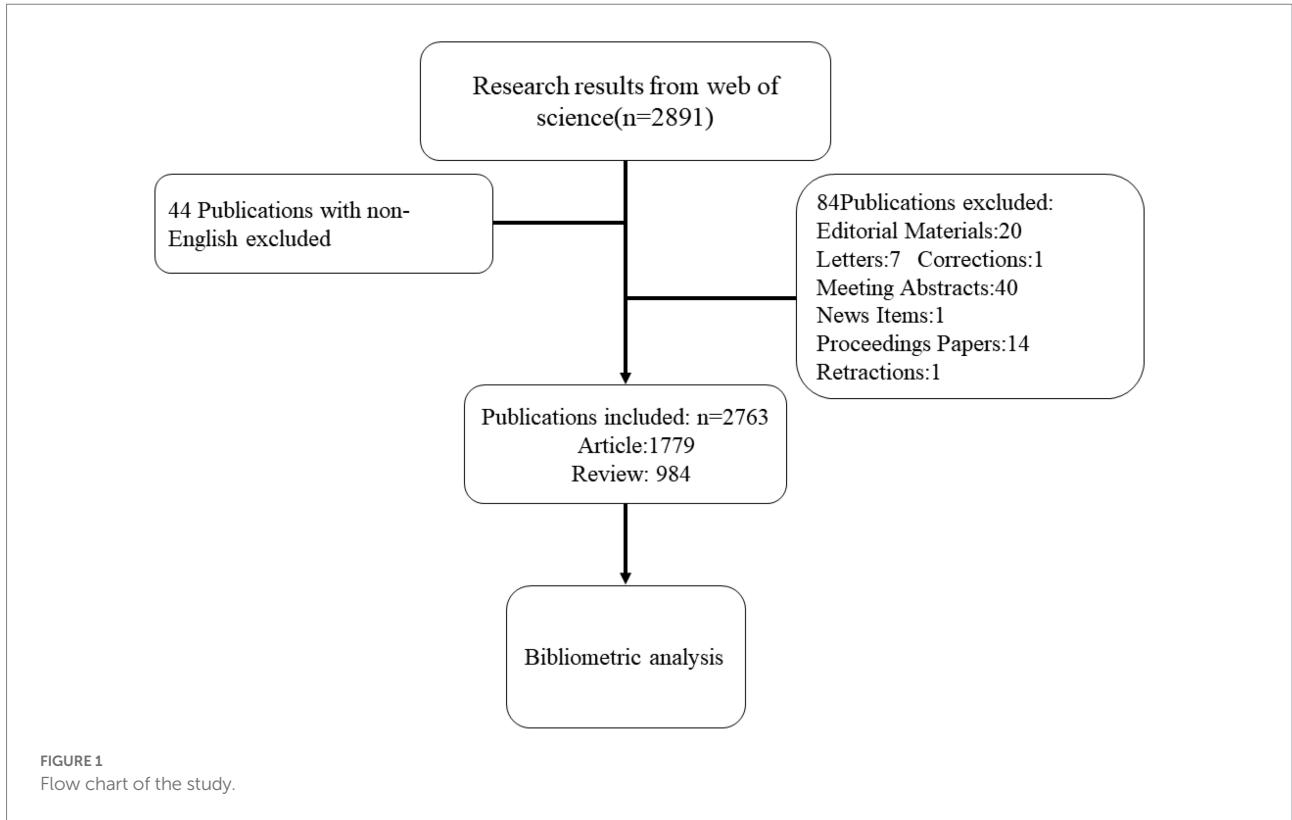 Research results from web of
science(n=2891)
44 Publications with non-
English excluded
84Publications excluded:
Editorial Materials:20
Letters:7 Corrections:1
Meeting Abstracts:40
News Items:1
Proceedings Papers:14
Retractions:1
Publications included: n=2763
Article:1779
Review: 984
Bibliometric analysis
FIGURE 1
Flow chart of the study.